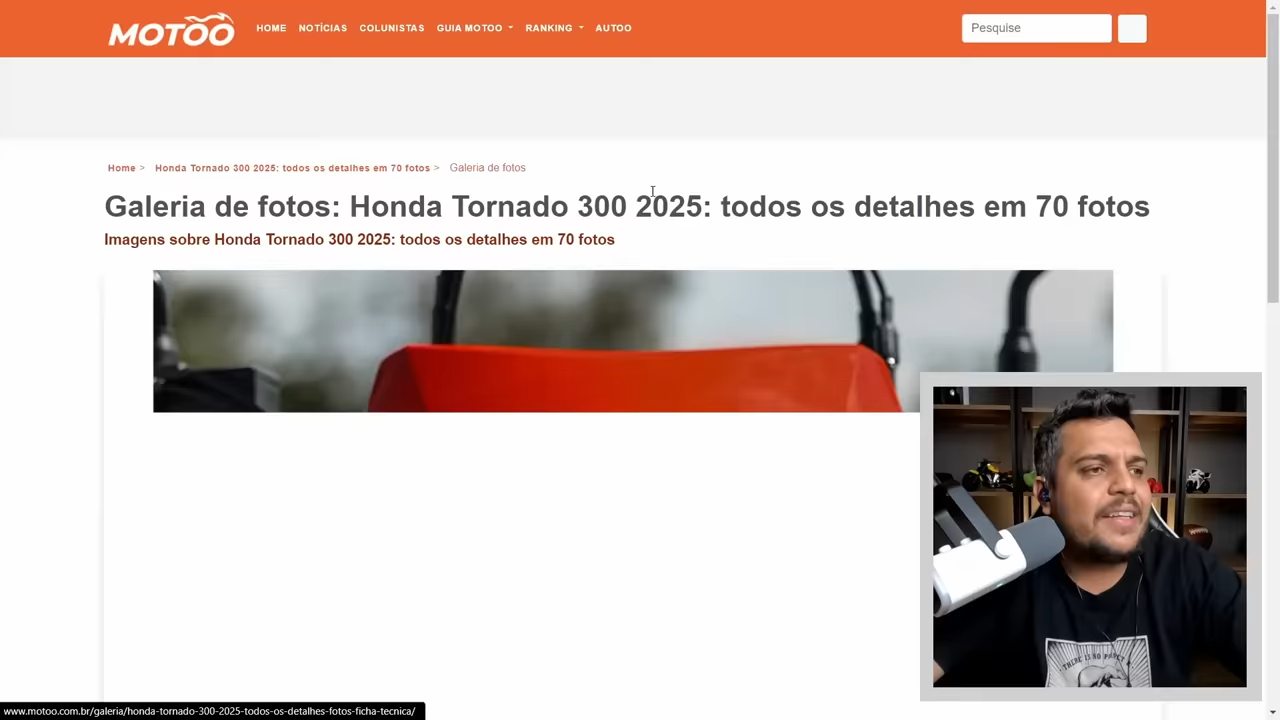 MOTOO
HOME NOTÍCIAS COLUNISTAS GUIA MOTOO RANKING AUTOO
Pesquise
Home > Honda Tornado 300 2025: todos os detalhes em 70 fotos > Galeria de fotos
Galeria de fotos: Honda Tornado 300 2025: todos os detalhes em 70 fotos
Imagens sobre Honda Tornado 300 2025: todos os detalhes em 70 fotos
THERE IS NO
www.motoo.com.br/galeria/honda-tornado-300-2025-todos-os-detalhes-fotos-ficha-tecnica/